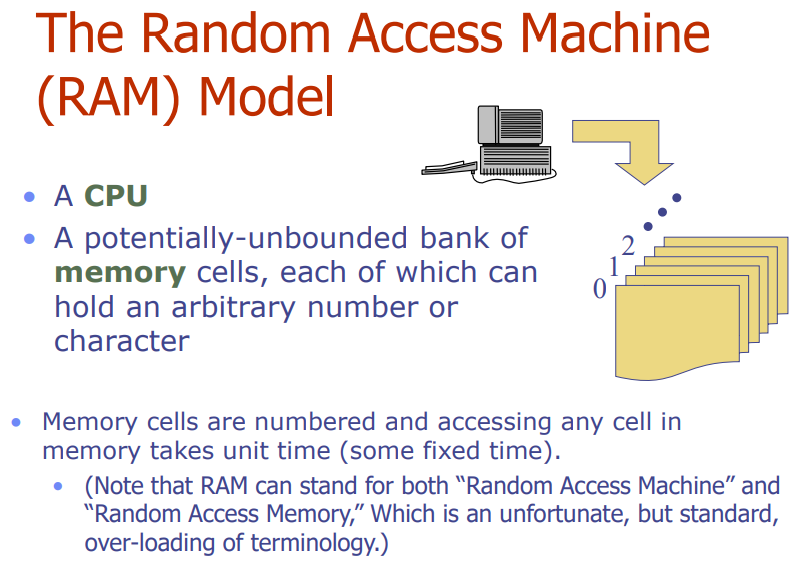 The Random Access Machine
(RAM) Model
• A CPU
• A potentially-unbounded bank of
memory cells, each of which can
hold an arbitrary number or
character
2
1
0
• Memory cells are numbered and accessing any cell in
memory takes unit time (some fixed time).
• (Note that RAM can stand for both “Random Access Machine” and
“Random Access Memory,” Which is an unfortunate, but standard,
over-loading of terminology.)